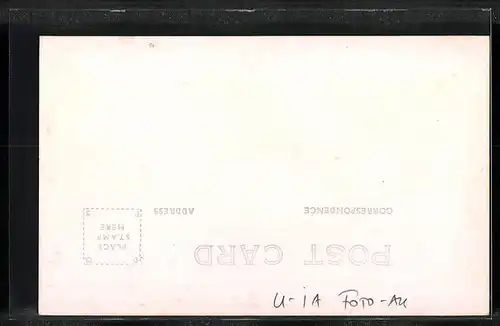 POST CARD
CORRESPONDENCE
ADDRESS
PLACE
STAMP
HERE
U-1A FOTO-AK